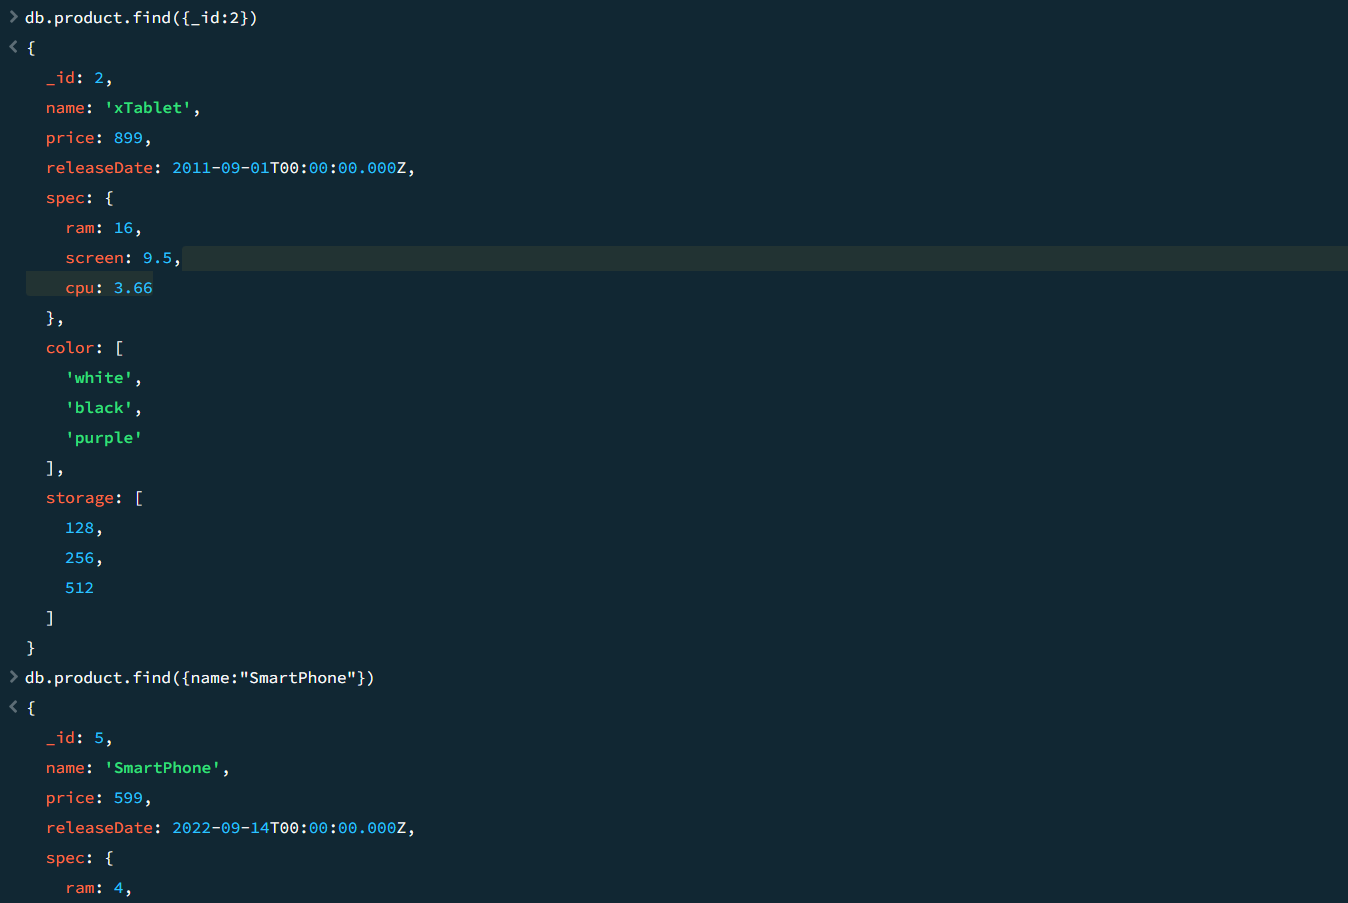 > db.product.find({_id:2})
< {
_id: 2,
name: 'xTablet',
price: 899,
releaseDate: 2011-09-01T00:00:00.000Z,
spec: {
ram: 16,
screen: 9.5,
cpu: 3.66
},
color: [
'white',
'black',
'purple'
],
storage: [
128,
256,
512
]
}
> db.product.find({name:"SmartPhone"})
< {
_id: 5,
name: 'SmartPhone',
price: 599,
releaseDate: 2022-09-14T00:00:00.000Z,
spec: {
ram: 4,